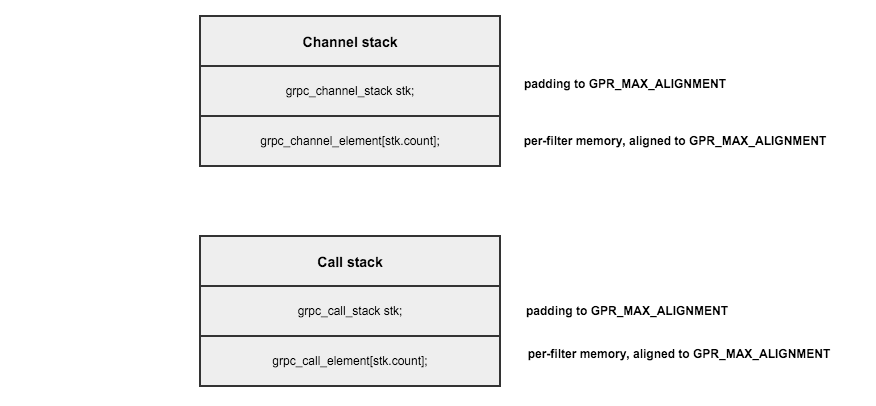 Channel stack
grpc_channel_stack stk;
padding to GPR_MAX_ALIGNMENT
grpc_channel_element[stk.count];
per-filter memory, aligned to GPR_MAX_ALIGNMENT
Call stack
grpc_call_stack stk;
padding to GPR_MAX_ALIGNMENT
grpc_call_element[stk.count];
per-filter memory, aligned to GPR_MAX_ALIGNMENT